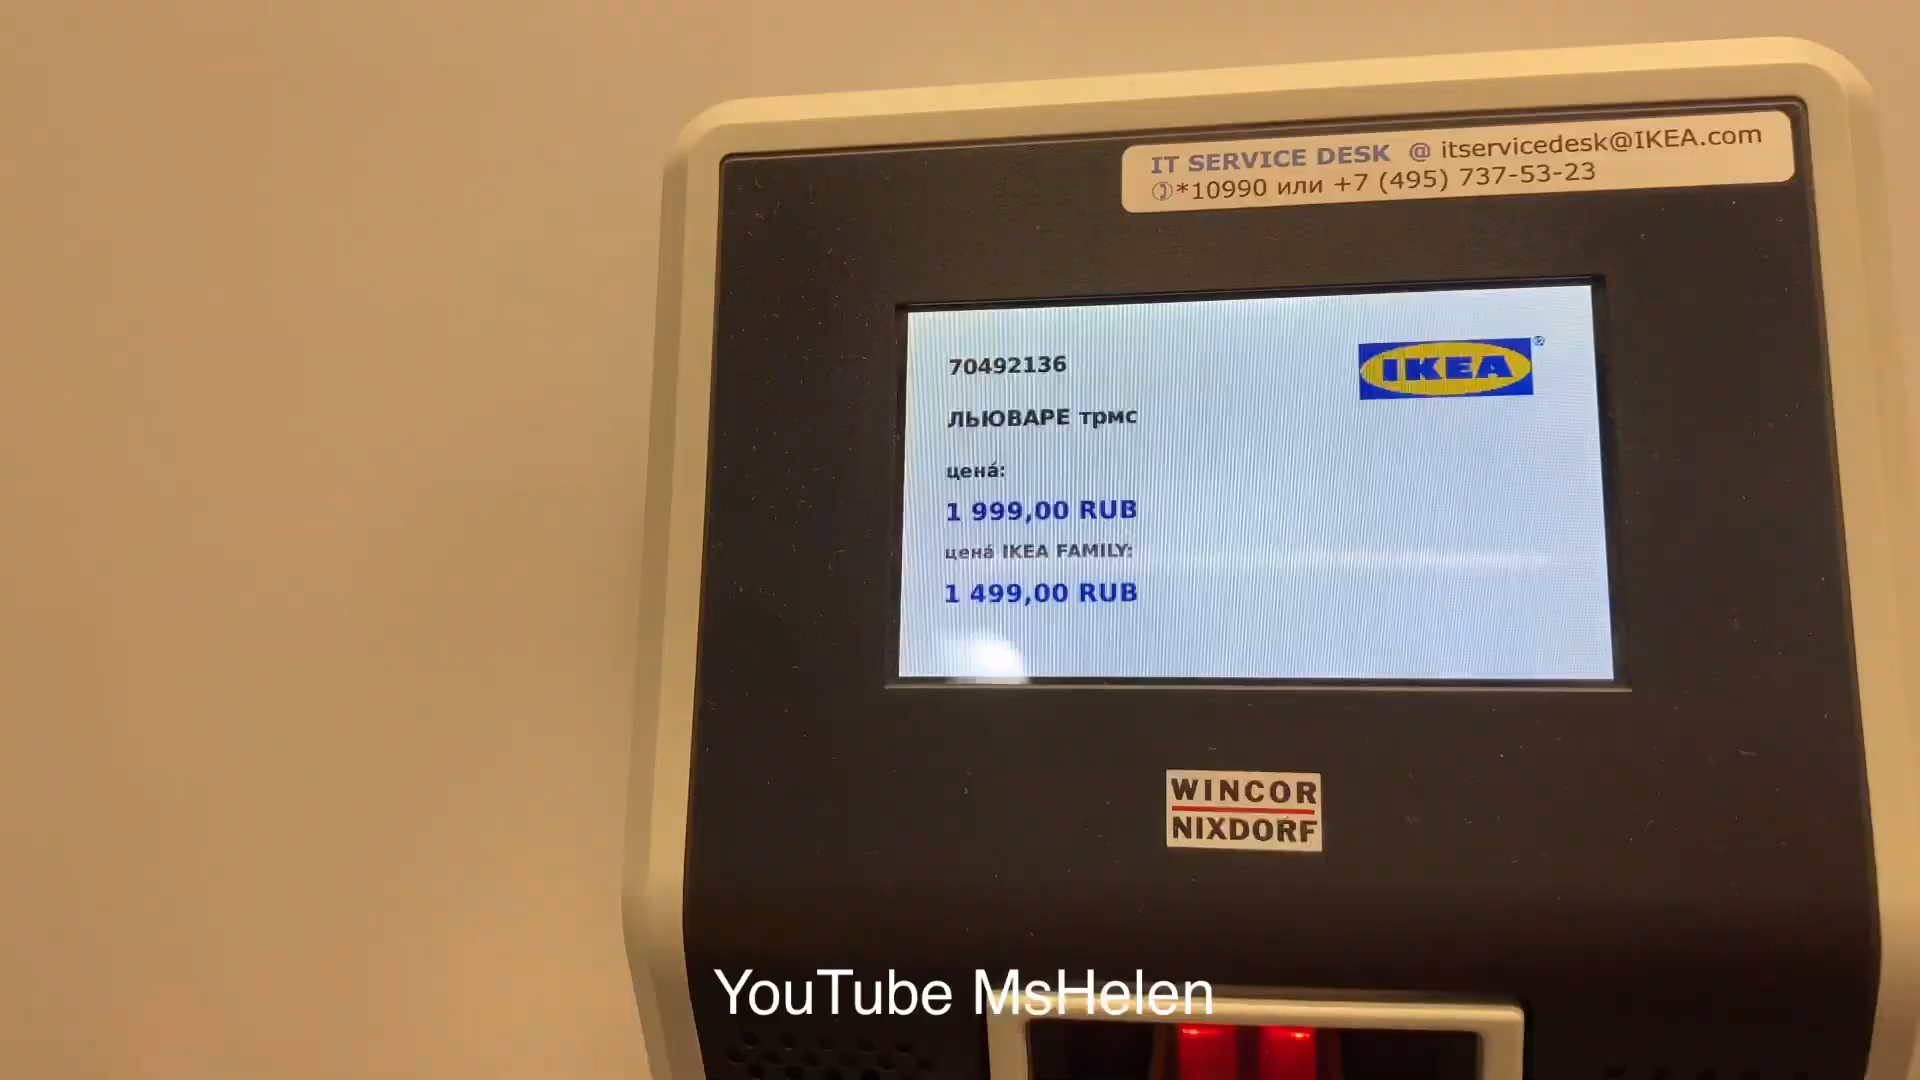 IT SERVICE DESK @ itservicedesk@IKEA.com
✆*10990 или +7 (495) 737-53-23
70492136
IKEA®
ЛЬЮВАРЕ трмс
цена́:
1 999,00 RUB
цена́ IKEA FAMILY:
1 499,00 RUB
WINCOR
NIXDORF
YouTube MsHelen